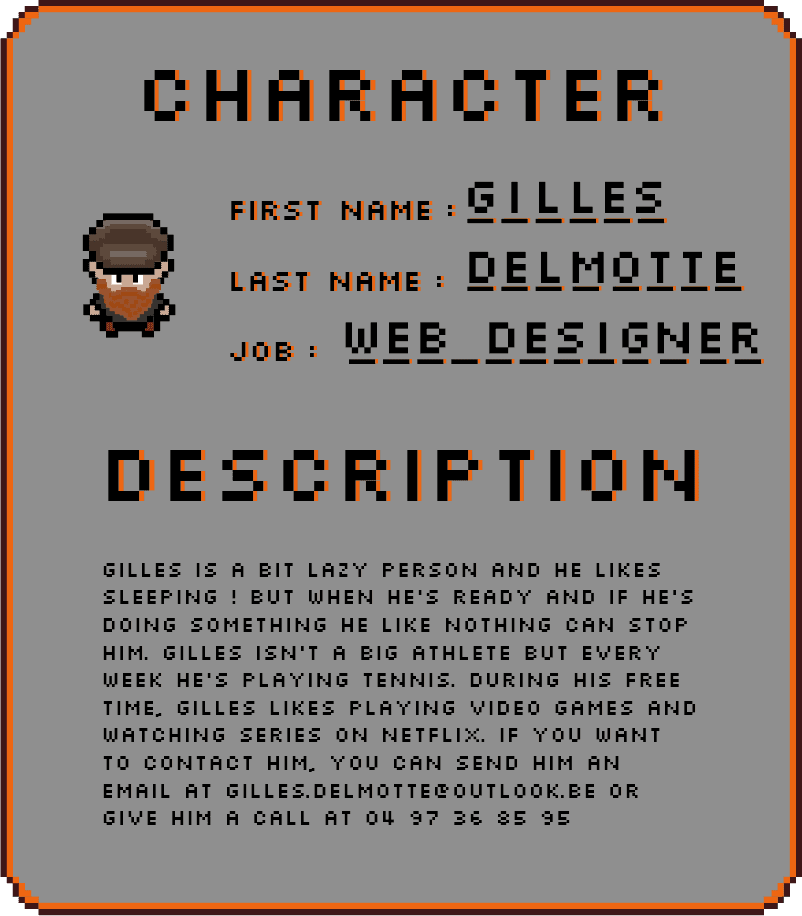 CHARACTER
FIRST NAME : GILLES
LAST NAME : DELMOTTE
JOB : WEB_DESIGNER
DESCRIPTION
GILLES IS A BIT LAZY PERSON AND HE LIKES
SLEEPING ! BUT WHEN HE'S READY AND IF HE'S
DOING SOMETHING HE LIKE NOTHING CAN STOP
HIM. GILLES ISN'T A BIG ATHLETE BUT EVERY
WEEK HE'S PLAYING TENNIS. DURING HIS FREE
TIME, GILLES LIKES PLAYING VIDEO GAMES AND
WATCHING SERIES ON NETFLIX. IF YOU WANT
TO CONTACT HIM, YOU CAN SEND HIM AN
EMAIL AT GILLES.DELMOTTE@OUTLOOK.BE OR
GIVE HIM A CALL AT 04 97 36 85 95